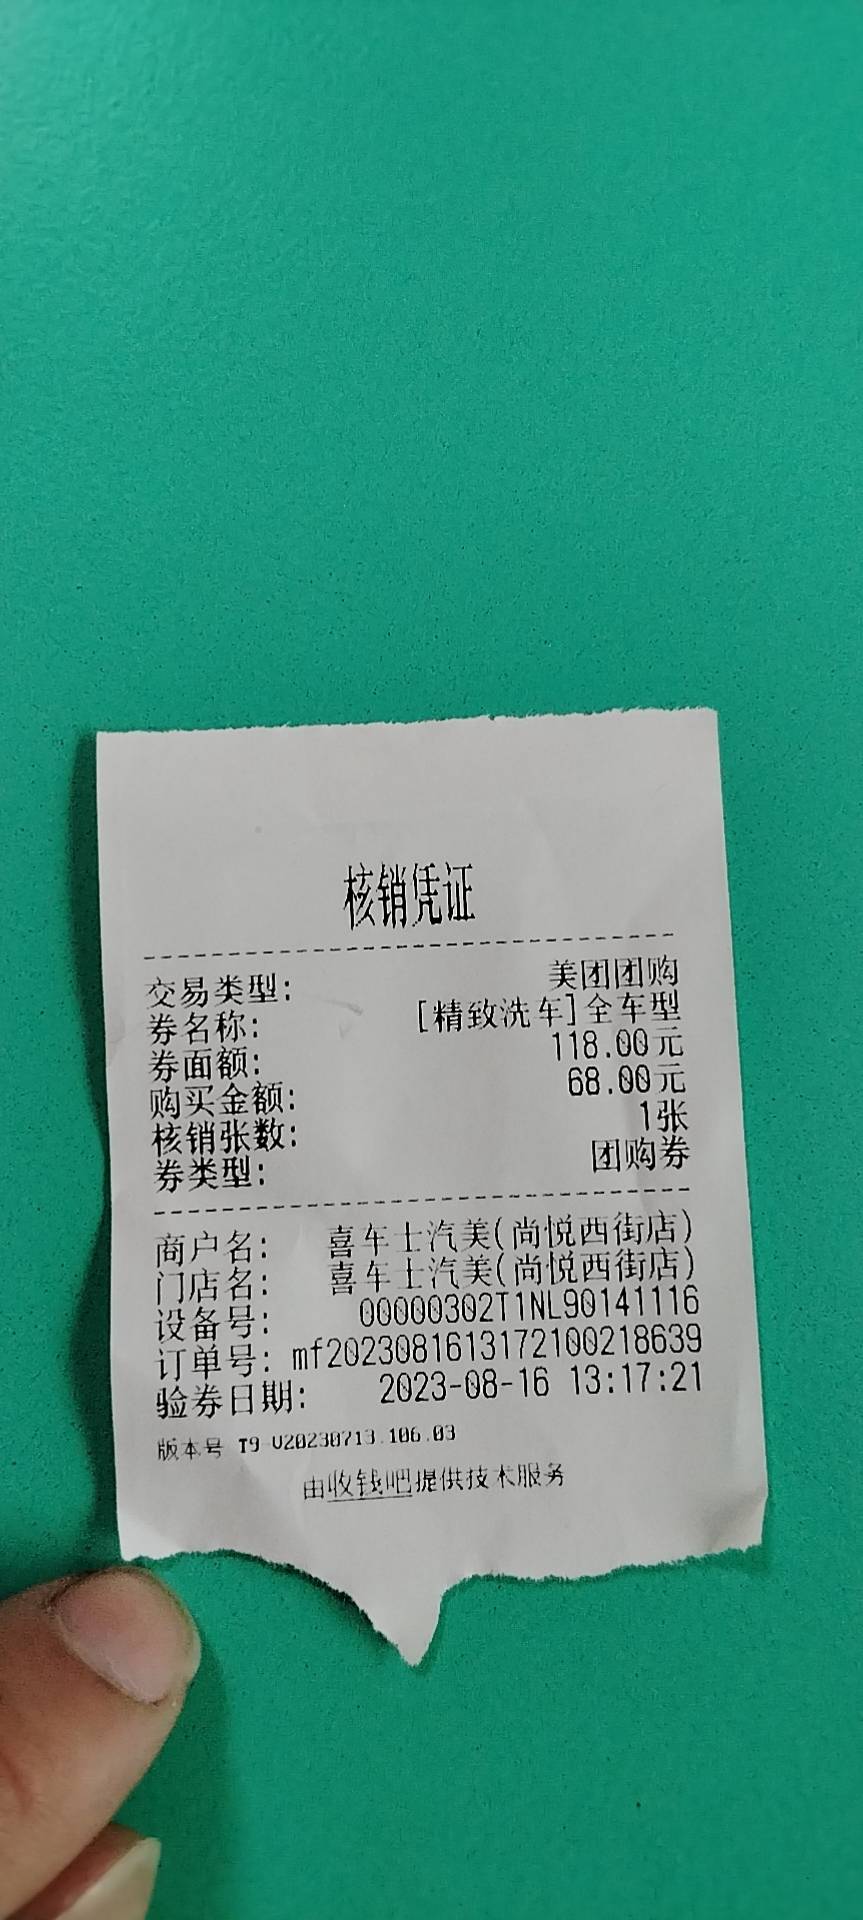 核销凭证
交易类型: 美团团购
券名称: [精致洗车]全车型
券面额: 118.00元
购买金额: 68.00元
核销张数: 1张
券类型: 团购券
商户名: 喜车士汽美(尚悦西街店)
门店名: 喜车士汽美(尚悦西街店)
设备号: 00000302T1NL90141116
订单号: mf2023081613172100218639
验券日期: 2023-08-16 13:17:21
版本号 T9-V20230713.106.03
由收钱吧提供技术服务